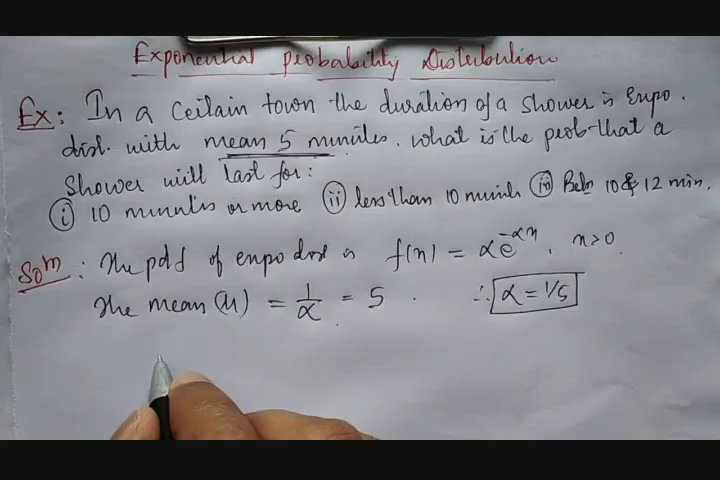 Exponential probability Distribution
Ex: In a certain town the duration of a shower is expo.
dist. with mean 5 minutes. what is the prob. that a
shower will last for:
(i) 10 minutes or more (ii) less than 10 minutes (iii) Betn 10 & 12 min.
Soln: The pdf of expo dist is f(x) = αe^-αx, x>0.
The mean (μ) = 1/α = 5. ∴ α = 1/5